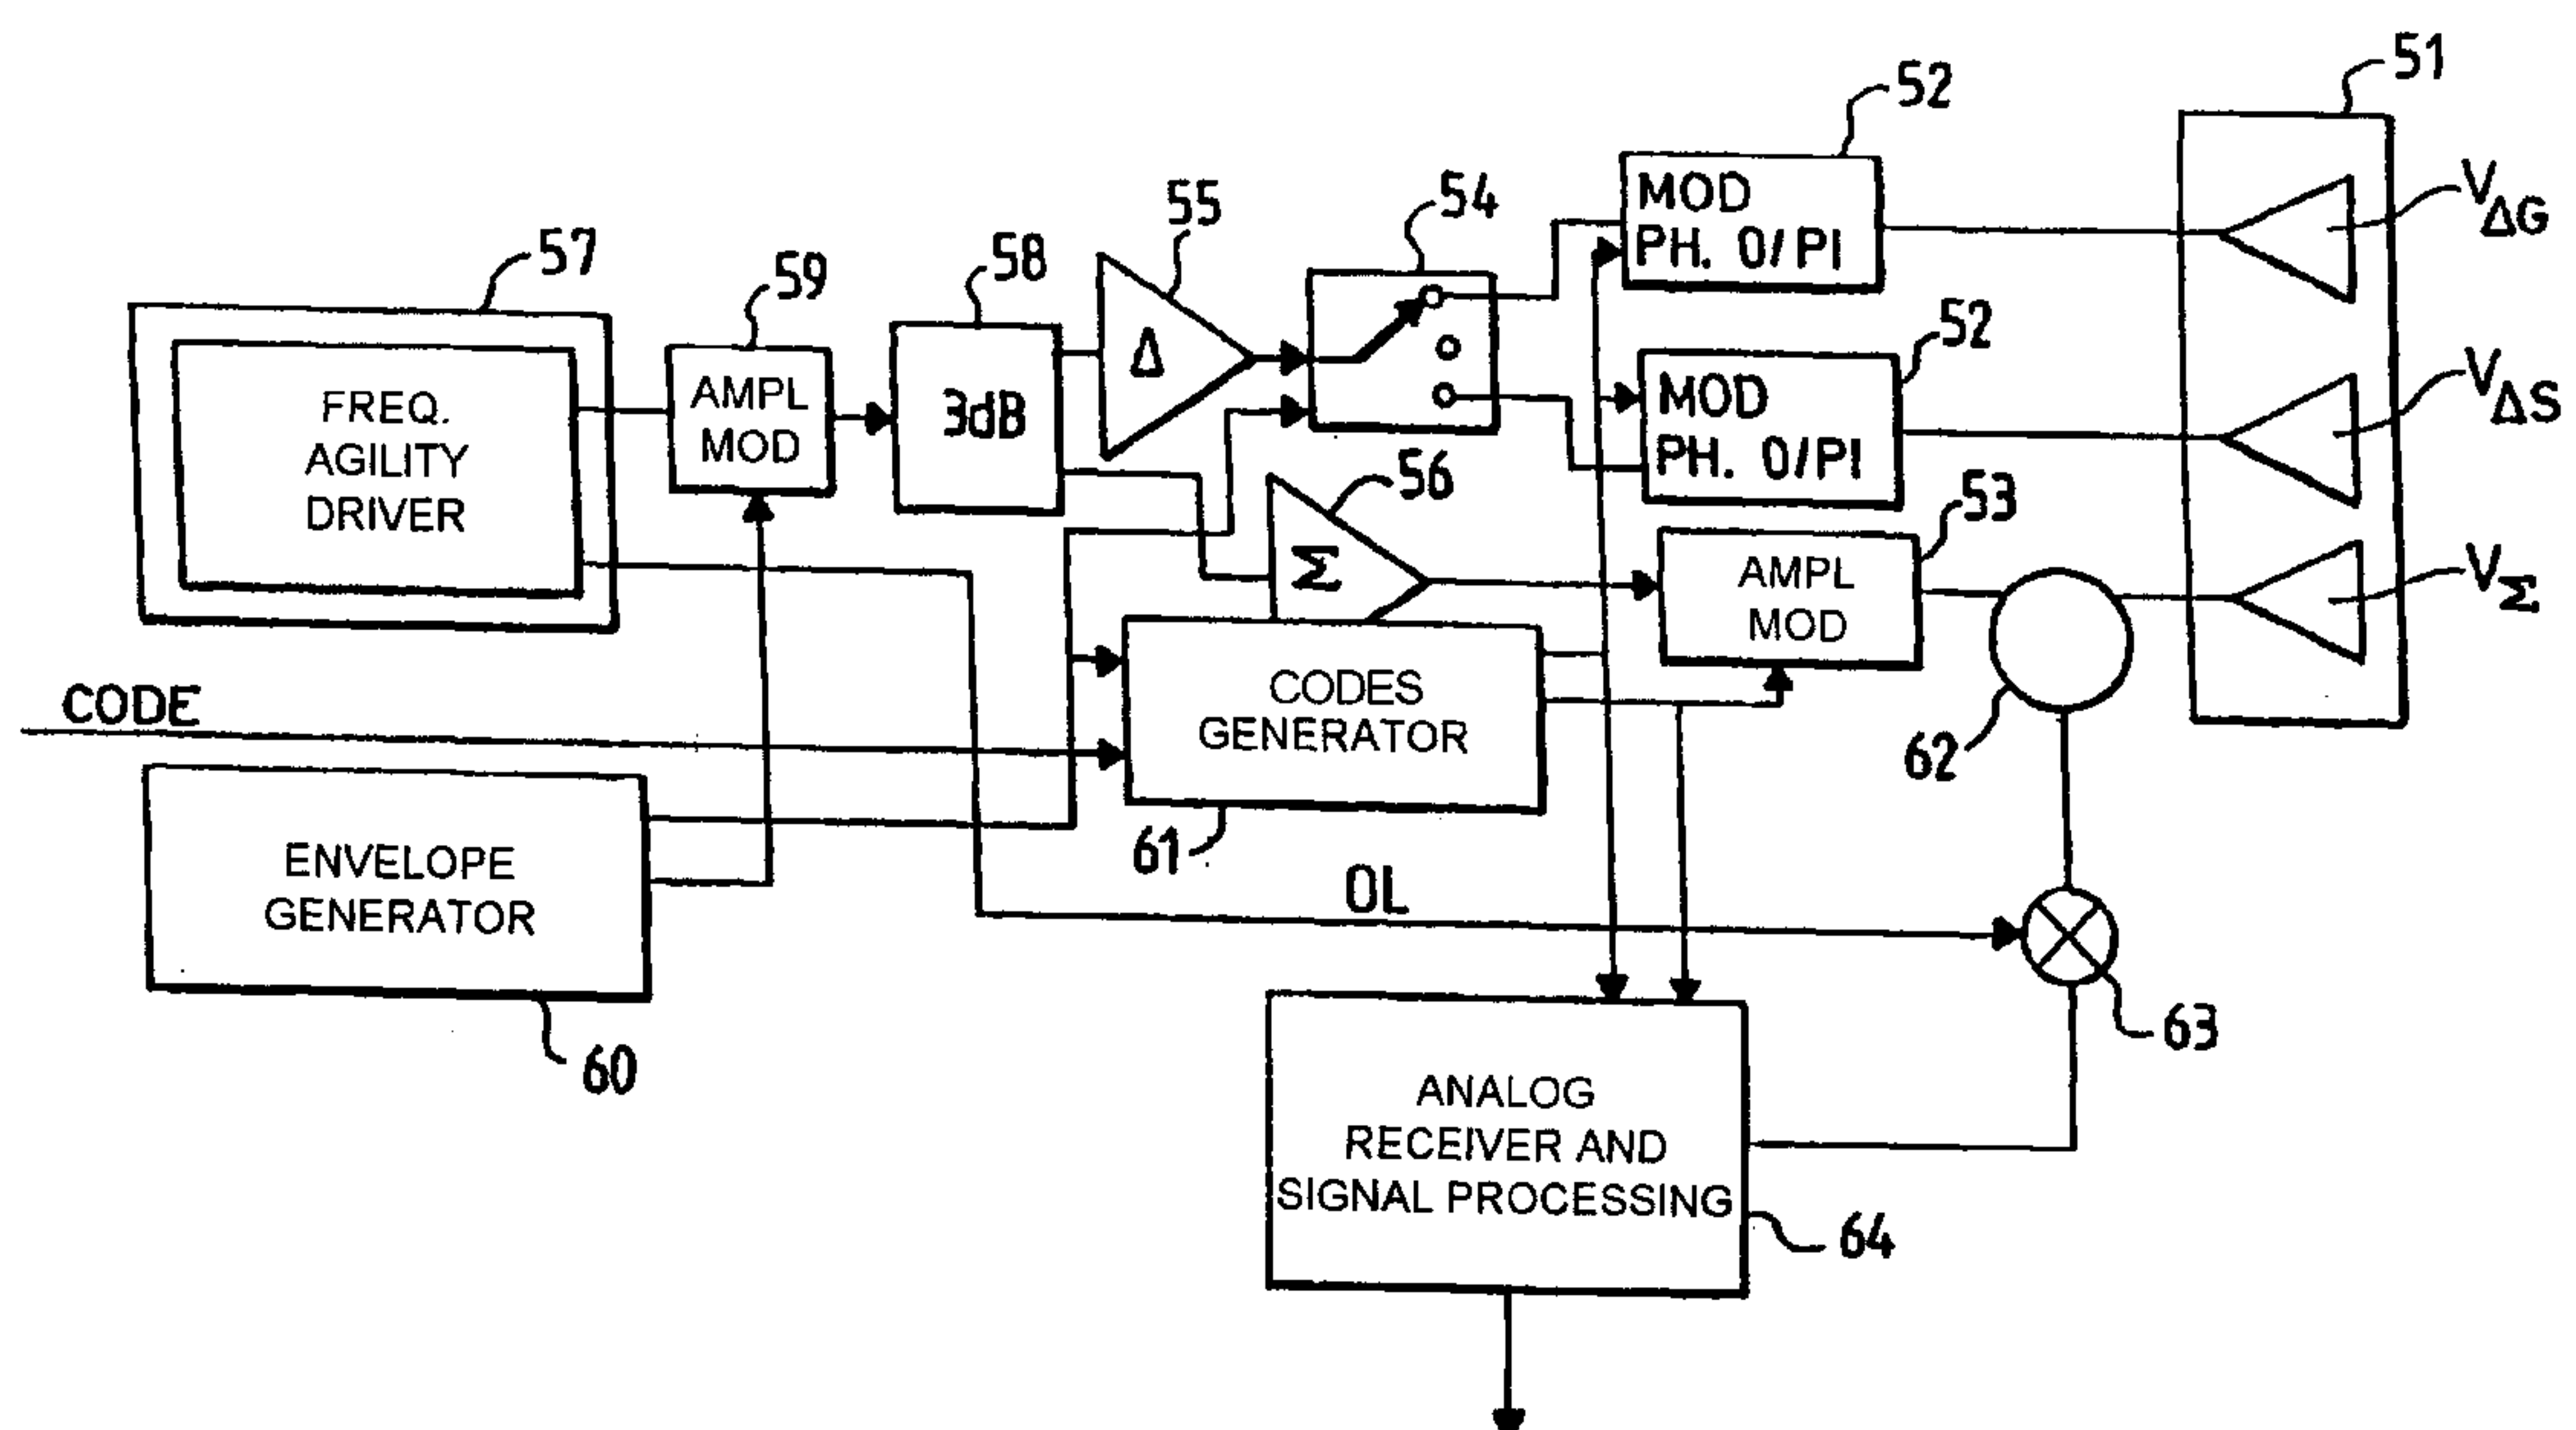 51
52
V ΔG
MOD
PH. 0/PI
55
54
57
58
59
52
V ΔS
MOD
PH. 0/PI
Δ
FREQ.
AGILITY
DRIVER
AMPL
MOD
3dB
56
53
Σ
AMPL
MOD
V Σ
CODE
CODES
GENERATOR
62
61
ENVELOPE
GENERATOR
OL
60
63
ANALOG
RECEIVER AND
SIGNAL PROCESSING
64